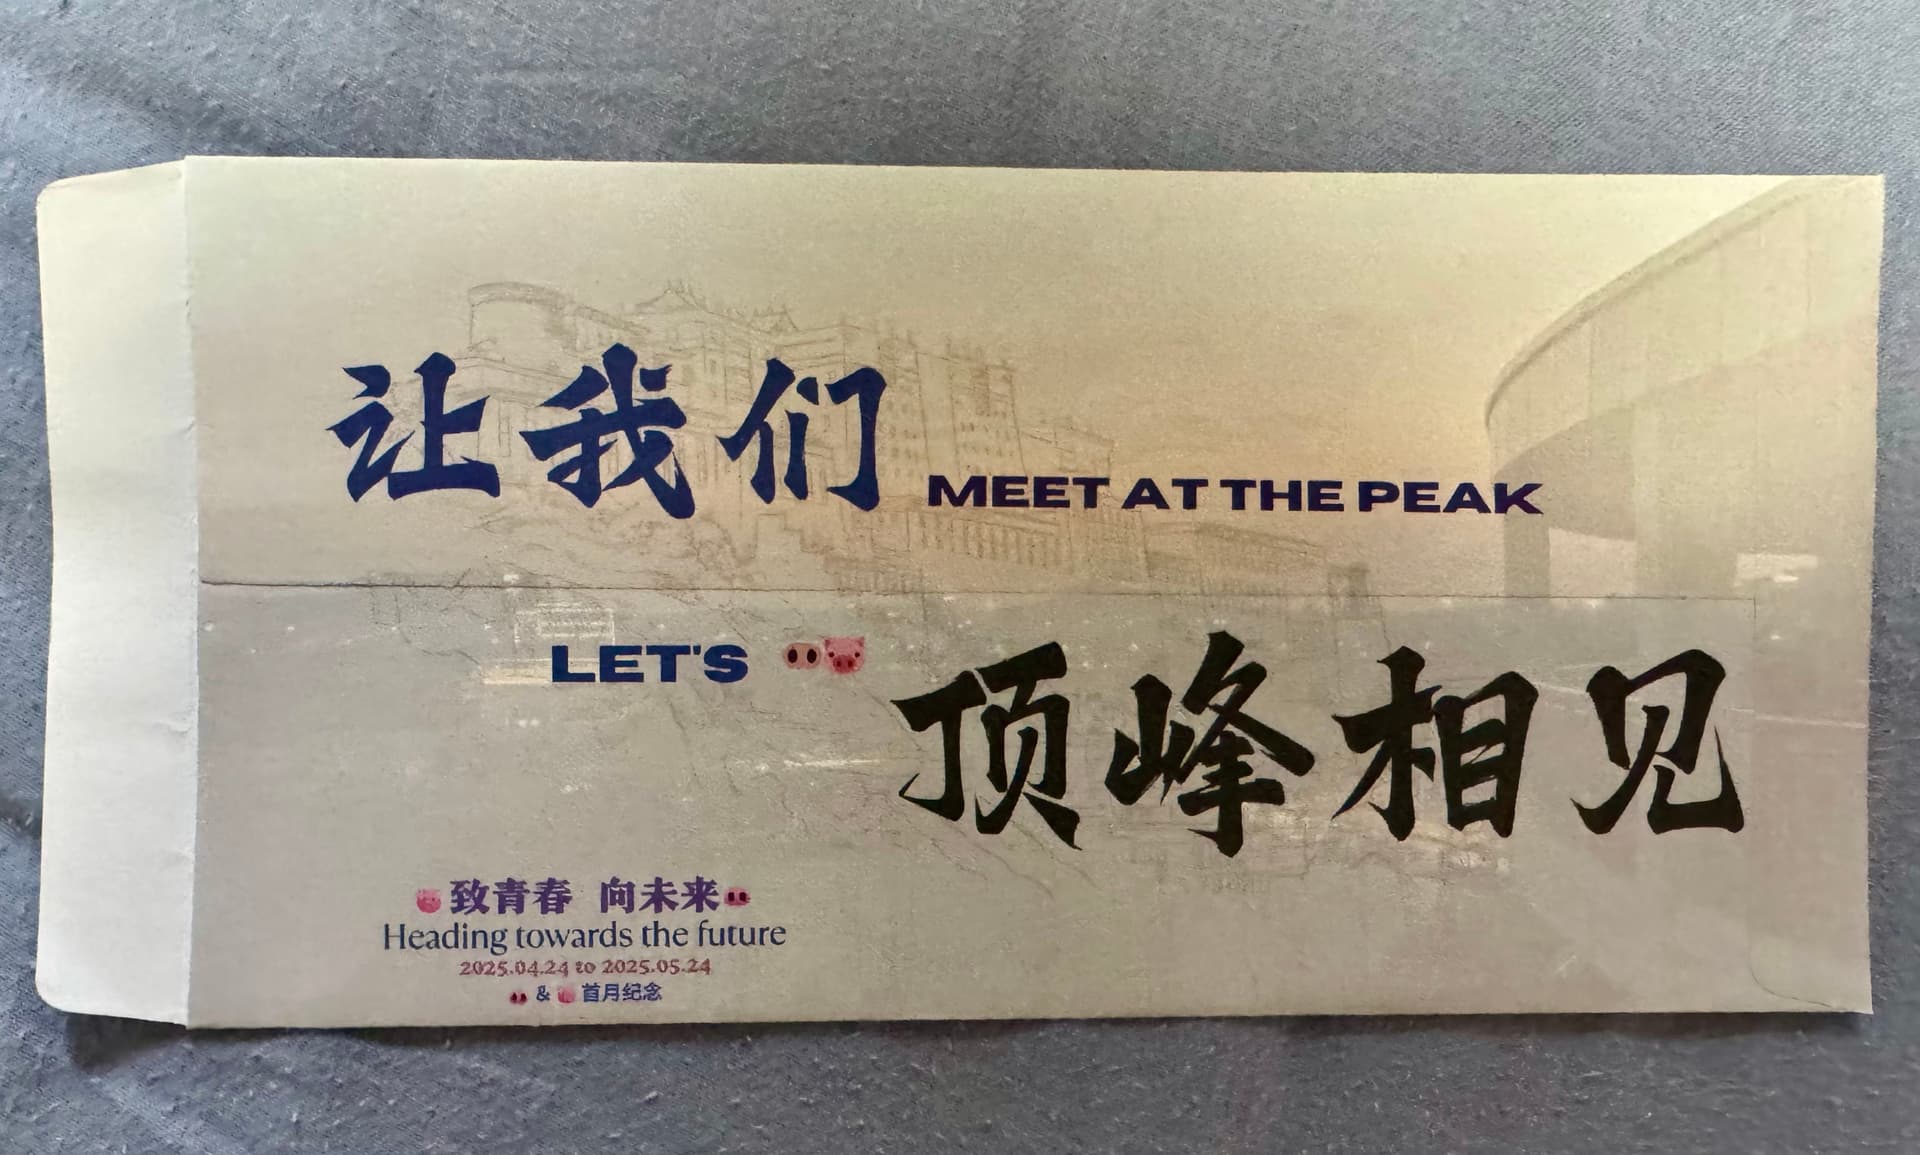 让我们
MEET AT THE PEAK
LET'S
顶峰相见
致青春 向未来
Heading towards the future
2025.04.24 to 2025.05.24
& 首月纪念